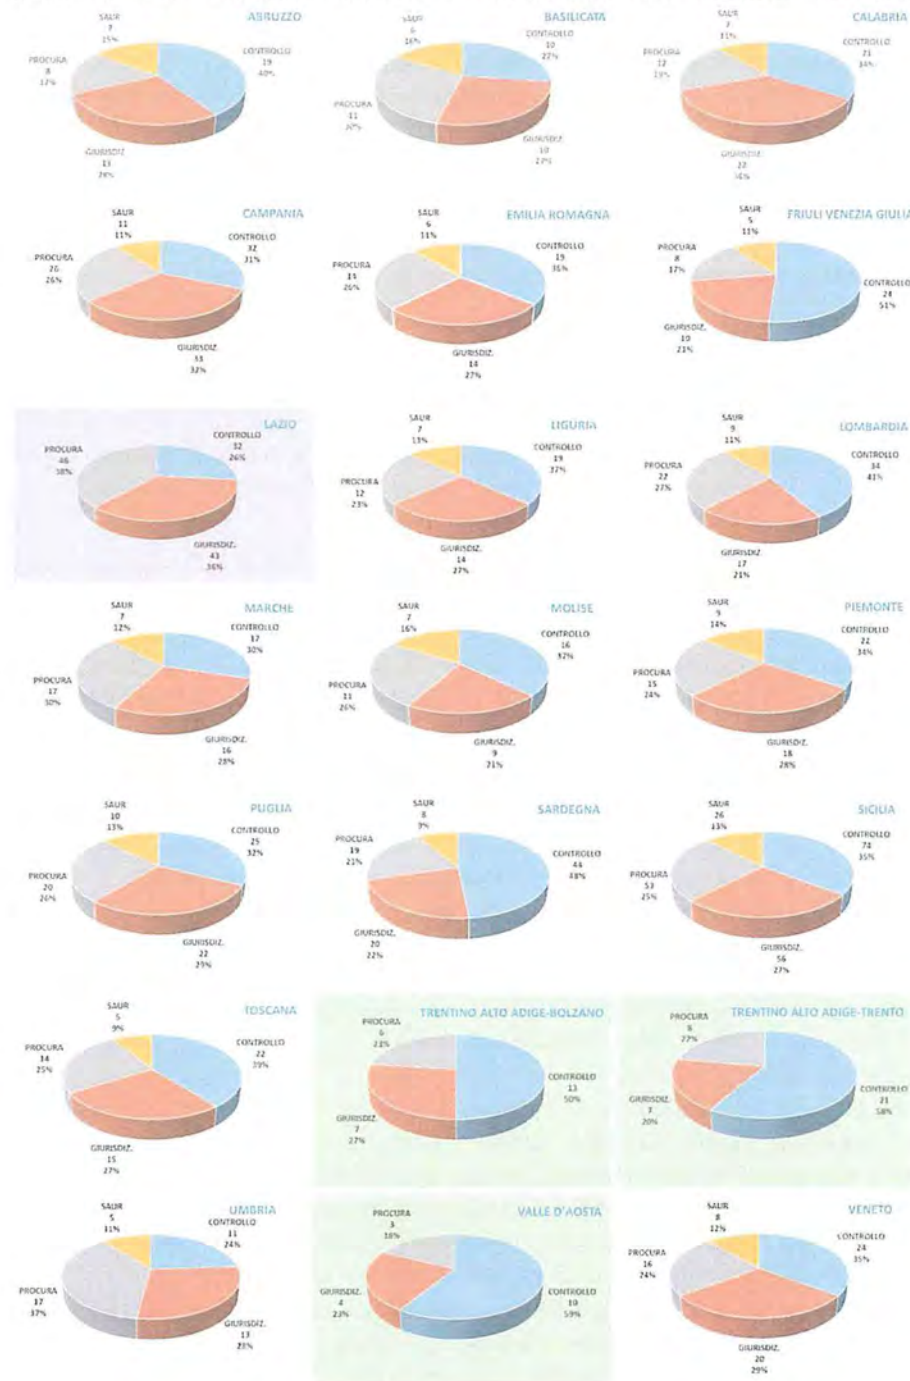 ABRUZZO
SAUR
7
15%
CONTROLLO
19
40%
PROCURA
8
17%
GIURISDIZ.
13
28%
BASILICATA
SAUR
6
16%
CONTROLLO
10
27%
PROCURA
11
30%
GIURISDIZ.
10
27%
CALABRIA
SAUR
7
11%
CONTROLLO
21
34%
PROCURA
12
19%
GIURISDIZ.
22
36%
CAMPANIA
SAUR
11
11%
CONTROLLO
32
31%
PROCURA
26
26%
GIURISDIZ.
33
32%
EMILIA ROMAGNA
SAUR
6
11%
CONTROLLO
19
36%
PROCURA
14
26%
GIURISDIZ.
14
27%
FRIULI VENEZIA GIULIA
SAUR
5
11%
PROCURA
8
17%
CONTROLLO
24
51%
GIURISDIZ.
10
21%
LAZIO
CONTROLLO
32
26%
PROCURA
46
38%
GIURISDIZ.
43
36%
LIGURIA
SAUR
7
13%
CONTROLLO
19
37%
PROCURA
12
23%
GIURISDIZ.
14
27%
LOMBARDIA
SAUR
9
11%
CONTROLLO
34
41%
PROCURA
22
27%
GIURISDIZ.
17
21%
MARCHE
SAUR
7
12%
CONTROLLO
17
30%
PROCURA
17
30%
GIURISDIZ.
16
28%
MOLISE
SAUR
7
16%
CONTROLLO
16
37%
PROCURA
11
26%
GIURISDIZ.
9
21%
PIEMONTE
SAUR
9
14%
CONTROLLO
22
34%
PROCURA
15
24%
GIURISDIZ.
18
28%
PUGLIA
SAUR
10
13%
CONTROLLO
25
32%
PROCURA
20
26%
GIURISDIZ.
22
29%
SARDEGNA
SAUR
8
9%
PROCURA
19
21%
CONTROLLO
44
48%
GIURISDIZ.
20
22%
SICILIA
SAUR
26
13%
CONTROLLO
74
35%
PROCURA
53
25%
GIURISDIZ.
56
27%
TOSCANA
SAUR
5
9%
CONTROLLO
22
39%
PROCURA
14
25%
GIURISDIZ.
15
27%
TRENTINO ALTO ADIGE-BOLZANO
PROCURA
6
23%
CONTROLLO
13
50%
GIURISDIZ.
7
27%
TRENTINO ALTO ADIGE-TRENTO
PROCURA
8
22%
GIURISDIZ.
7
20%
CONTROLLO
21
58%
UMBRIA
SAUR
5
11%
CONTROLLO
11
24%
PROCURA
17
37%
GIURISDIZ.
13
28%
VALLE D'AOSTA
PROCURA
3
18%
GIURISDIZ.
4
23%
CONTROLLO
10
59%
VENETO
SAUR
8
12%
CONTROLLO
24
35%
PROCURA
16
24%
GIURISDIZ.
20
29%